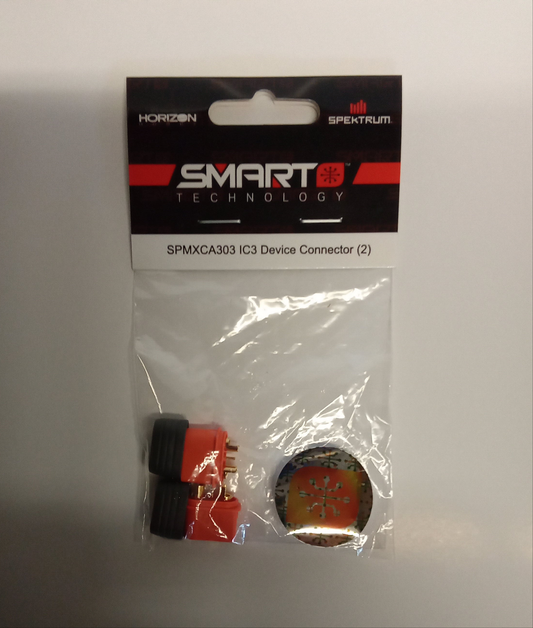 HORIZON
SPEKTRUM
SMART
TECHNOLOGY
SPMXCA303 IC3 Device Connector (2)